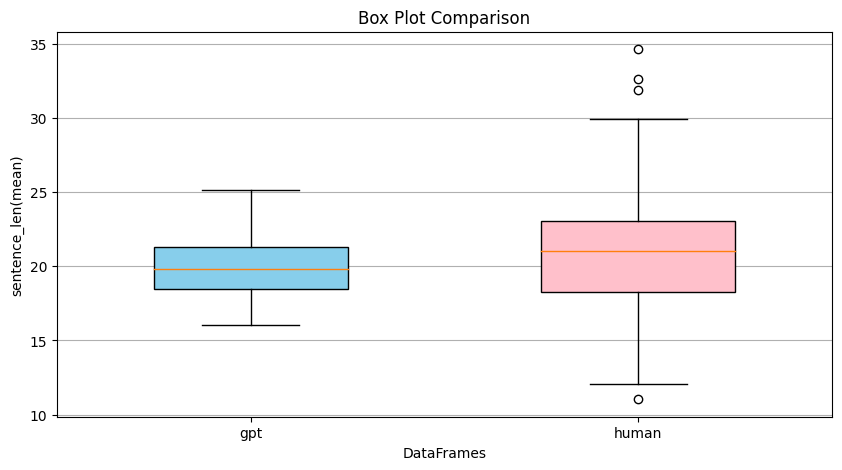 Box Plot Comparison
sentence_len(mean)
35
30
25
20
15
10
gpt
human
DataFrames